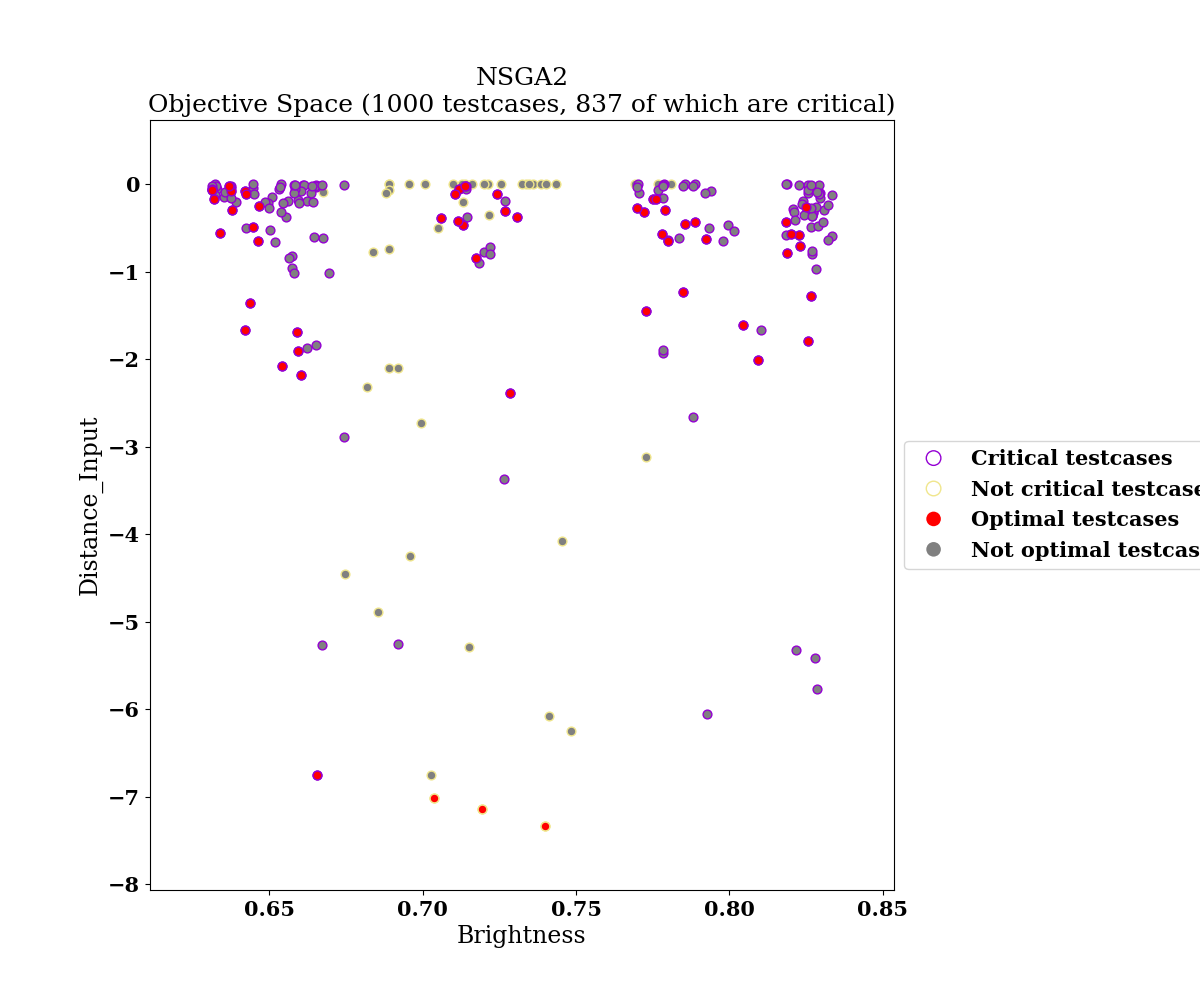 NSGA2
Objective Space (1000 testcases, 837 of which are critical)
0
−1
−2
−3
−4
−5
−6
−7
−8
Distance_Input
0.65 0.70 0.75 0.80 0.85
Brightness
Critical testcases
Not critical testcase
Optimal testcases
Not optimal testcas